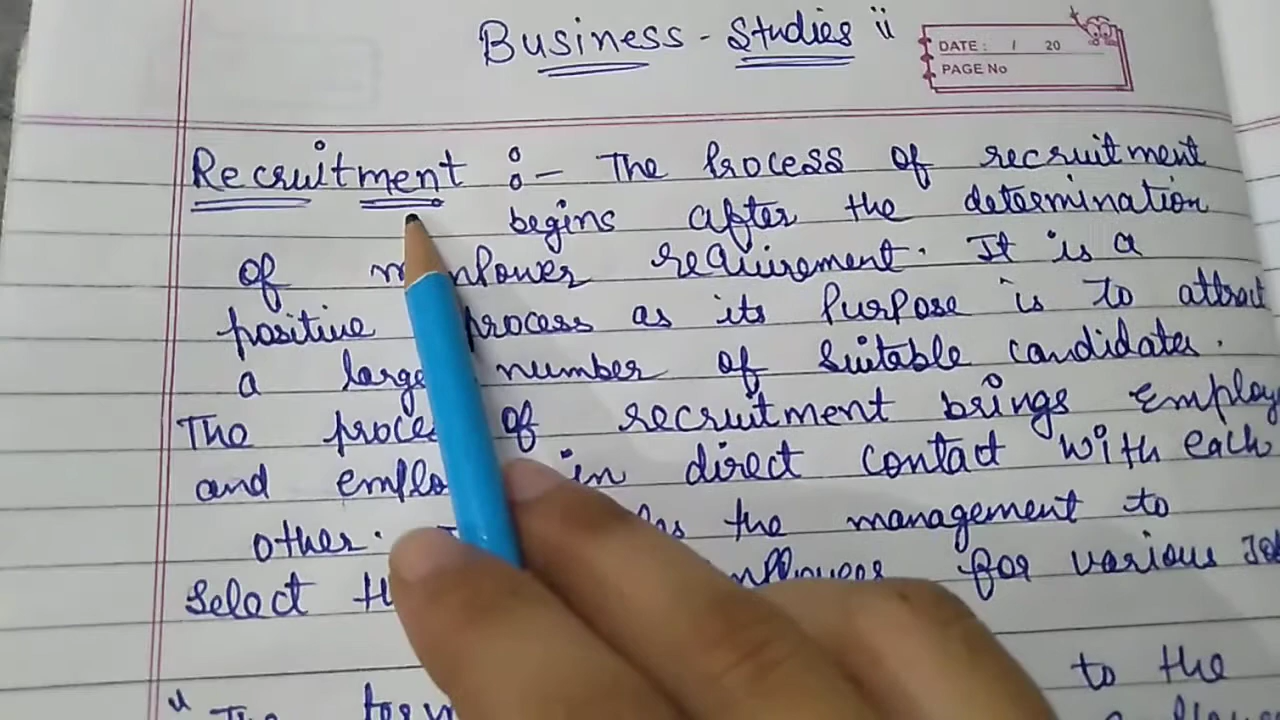 Business - Studies ii
DATE : / 20
PAGE No
Recruitment :- The Process of recruitment
begins after the determination
of requirement. It is a
positive process as its Purpose is to attract
a large number of suitable candidates.
The of recruitment brings
and in direct contact with each
other. the management to
Select for various
to the